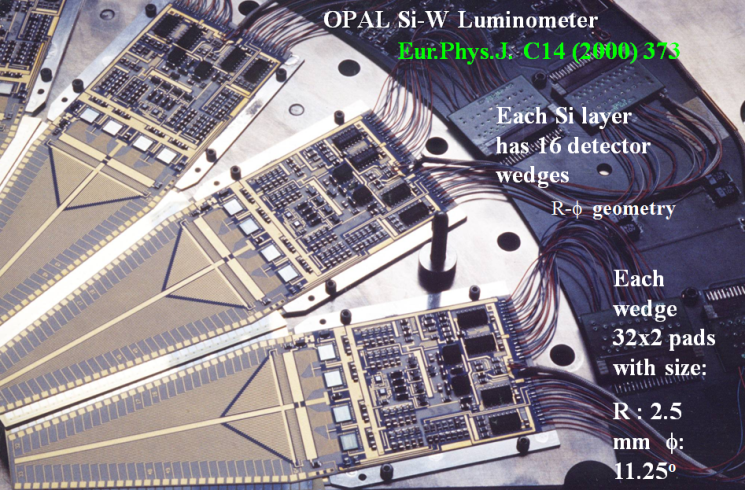 OPAL Si-W Luminometer
Eur.Phys.J. C14 (2000) 373
Each Si layer
has 16 detector
wedges
R-ϕ geometry
Each
wedge
32x2 pads
with size:
R : 2.5
mm ϕ:
11.25º